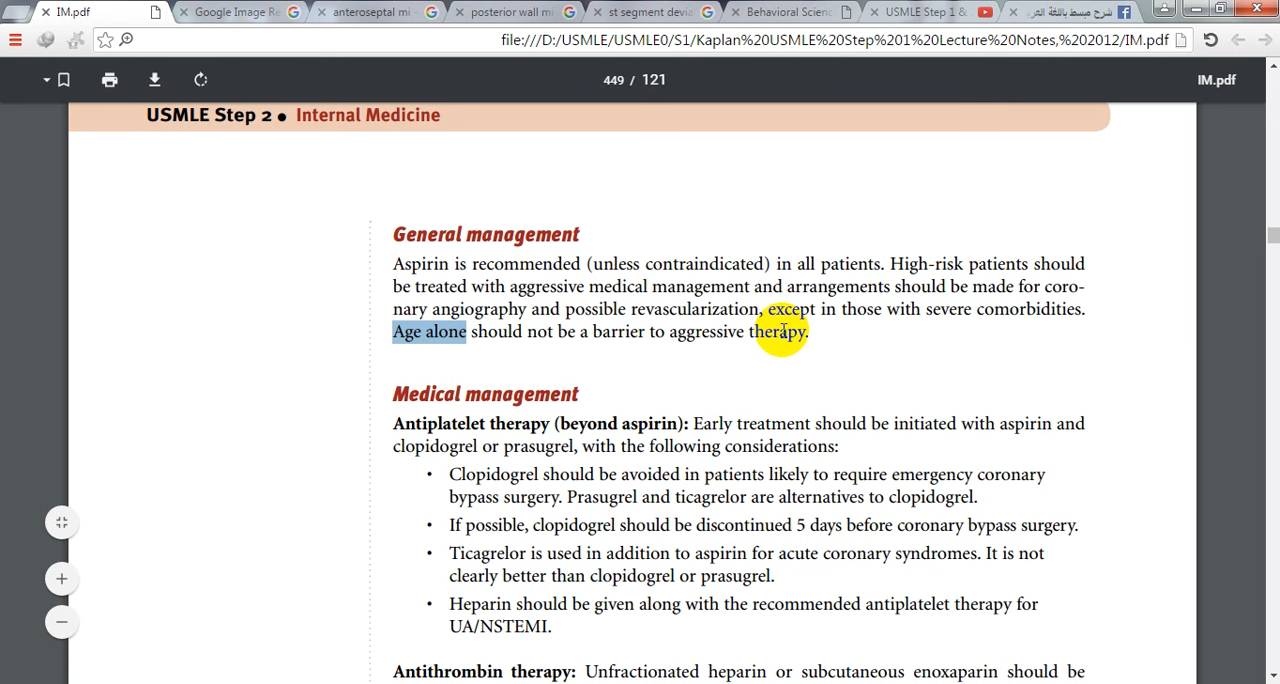 IM.pdf
Google Image Re
anteroseptal mi -
posterior wall mi
st segment devia
Behavioral Scienc
USMLE Step 1 &
شرح مبسط باللغة التر
file:///D:/USMLE/USMLE0/S1/Kaplan%20USMLE%20Step%201%20Lecture%20Notes,%202012/IM.pdf
449 / 121
IM.pdf
USMLE Step 2 ● Internal Medicine
General management
Aspirin is recommended (unless contraindicated) in all patients. High-risk patients should
be treated with aggressive medical management and arrangements should be made for coro-
nary angiography and possible revascularization, except in those with severe comorbidities.
Age alone should not be a barrier to aggressive therapy.
Medical management
Antiplatelet therapy (beyond aspirin): Early treatment should be initiated with aspirin and
clopidogrel or prasugrel, with the following considerations:
• Clopidogrel should be avoided in patients likely to require emergency coronary
bypass surgery. Prasugrel and ticagrelor are alternatives to clopidogrel.
• If possible, clopidogrel should be discontinued 5 days before coronary bypass surgery.
• Ticagrelor is used in addition to aspirin for acute coronary syndromes. It is not
clearly better than clopidogrel or prasugrel.
• Heparin should be given along with the recommended antiplatelet therapy for
UA/NSTEMI.
Antithrombin therapy: Unfractionated heparin or subcutaneous enoxaparin should be